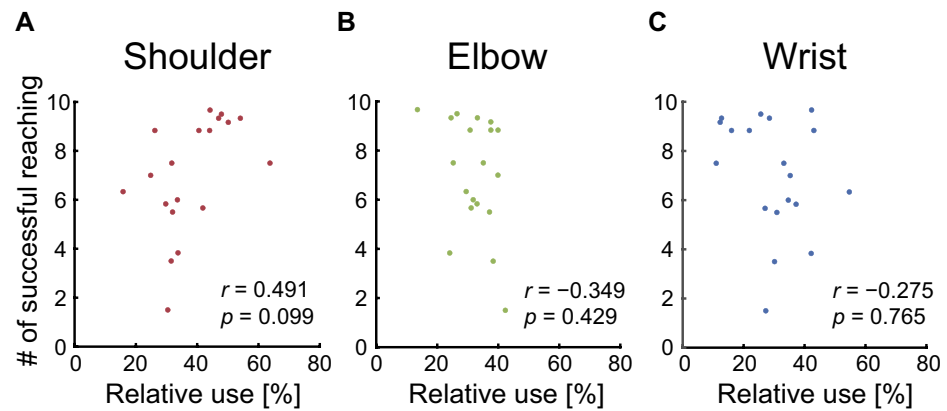 A
Shoulder
# of successful reaching
10
8
6
4
2
0
r = 0.491
p = 0.099
0 20 40 60 80
Relative use [%]
B
Elbow
10
8
6
4
2
0
r = −0.349
p = 0.429
0 20 40 60 80
Relative use [%]
C
Wrist
10
8
6
4
2
0
r = −0.275
p = 0.765
0 20 40 60 80
Relative use [%]